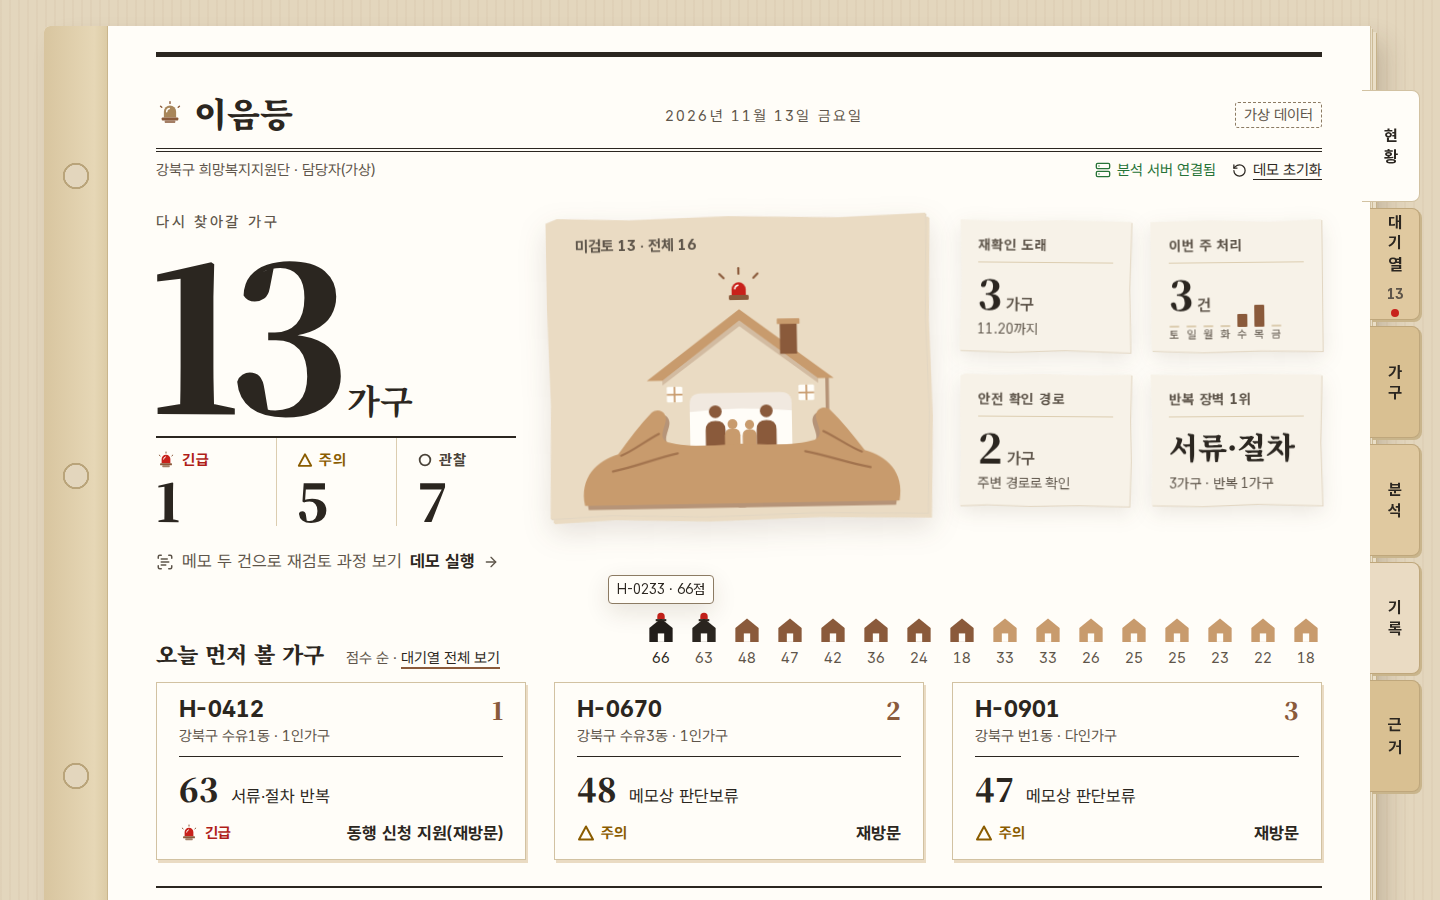 이음등
2026년 11월 13일 금요일
가상 데이터
강북구 희망복지지원단 · 담당자(가상)
분석 서버 연결됨
데모 초기화
다시 찾아갈 가구
13 가구
긴급
1
주의
5
관찰
7
메모 두 건으로 재검토 과정 보기 데모 실행
미검토 13 · 전체 16
재확인 도래
3 가구
11.20까지
이번 주 처리
3 건
토 일 월 화 수 목 금
안전 확인 경로
2 가구
주변 경로로 확인
반복 장벽 1위
서류·절차
3가구 · 반복 1가구
H-0233 · 66점
66 63 48 47 42 36 24 18 33 33 26 25 25 23 22 18
오늘 먼저 볼 가구
점수 순 · 대기열 전체 보기
H-0412
1
강북구 수유1동 · 1인가구
63 서류·절차 반복
긴급
동행 신청 지원(재방문)
H-0670
2
강북구 수유3동 · 1인가구
48 메모상 판단보류
주의
재방문
H-0901
3
강북구 번1동 · 다인가구
47 메모상 판단보류
주의
재방문
현황
대기열
13
가구
분석
기록
근거